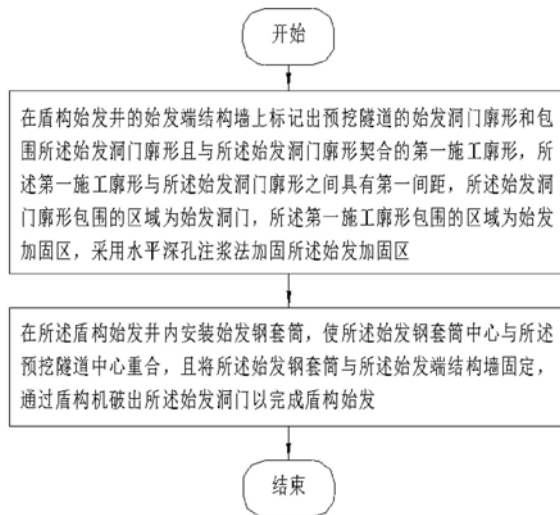 开始
在盾构始发井的始发端结构墙上标记出预挖隧道的始发洞门廓形和包
围所述始发洞门廓形且与所述始发洞门廓形契合的第一施工廓形，所
述第一施工廓形与所述始发洞门廓形之间具有第一间距，所述始发洞
门廓形包围的区域为始发洞门，所述第一施工廓形包围的区域为始发
加固区，采用水平深孔注浆法加固所述始发加固区
在所述盾构始发井内安装始发钢套筒，使所述始发钢套筒中心与所述
预挖隧道中心重合，且将所述始发钢套筒与所述始发端结构墙固定，
通过盾构机破出所述始发洞门以完成盾构始发
结束